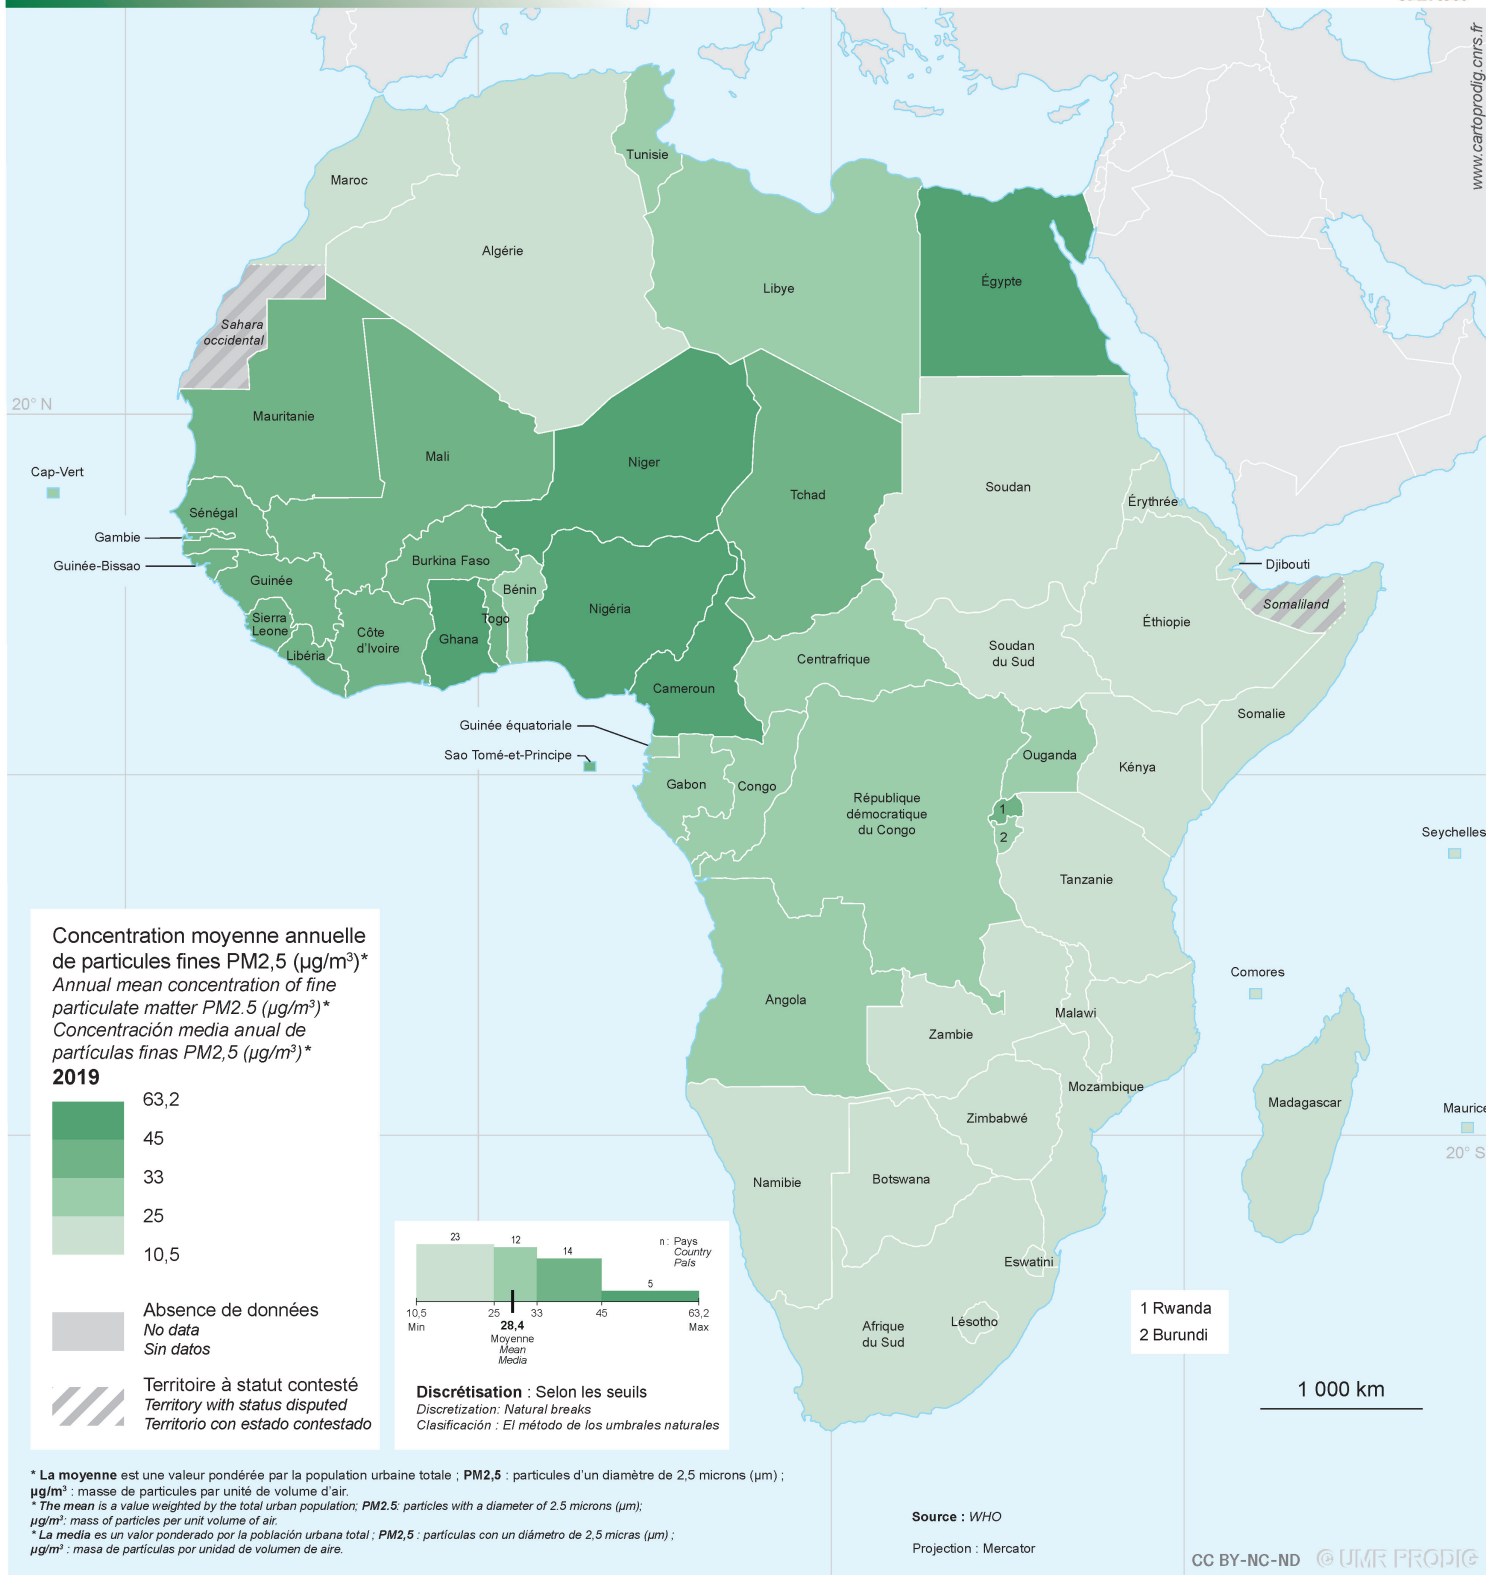 www.cartoprodig.cnrs.fr
Tunisie
Maroc
Algérie
Libye
Égypte
Sahara
occidental
20° N
Mauritanie
Mali
Niger
Cap-Vert
Tchad
Soudan
Érythrée
Sénégal
Gambie
Guinée-Bissao
Burkina Faso
Djibouti
Guinée
Bénin
Somaliland
Nigéria
Sierra
Leone
Togo
Éthiopie
Côte
d'Ivoire
Ghana
Libéria
Soudan
du Sud
Centrafrique
Cameroun
Somalie
Guinée équatoriale
Sao Tomé-et-Principe
Ouganda
Kénya
Gabon
Congo
République
démocratique
du Congo
1
2
Seychelles
Tanzanie
Comores
Angola
Malawi
Zambie
Mozambique
Madagascar
Maurice
Zimbabwé
20° S
Namibie
Botswana
Eswatini
Lésotho
Afrique
du Sud
Concentration moyenne annuelle
de particules fines PM2,5 (µg/m³)*
Annual mean concentration of fine
particulate matter PM2.5 (µg/m³)*
Concentración media anual de
partículas finas PM2,5 (µg/m³)*
2019
63,2
45
33
25
10,5
Absence de données
No data
Sin datos
Territoire à statut contesté
Territory with status disputed
Territorio con estado contestado
23
12
14
5
n : Pays
Country
País
10,5
25
33
45
63,2
Min
28,4
Max
Moyenne
Mean
Media
Discrétisation : Selon les seuils
Discretization: Natural breaks
Clasificación : El método de los umbrales naturales
1 Rwanda
2 Burundi
1 000 km
* La moyenne est une valeur pondérée par la population urbaine totale ; PM2,5 : particules d'un diamètre de 2,5 microns (µm) ;
µg/m³ : masse de particules par unité de volume d'air.
* The mean is a value weighted by the total urban population; PM2.5: particles with a diameter of 2.5 microns (µm);
µg/m³: mass of particles per unit volume of air.
* La media es un valor ponderado por la población urbana total ; PM2,5 : partículas con un diámetro de 2,5 micras (µm) ;
µg/m³ : masa de partículas por unidad de volumen de aire.
Source : WHO
Projection : Mercator
CC BY-NC-ND © UMR PRODIG